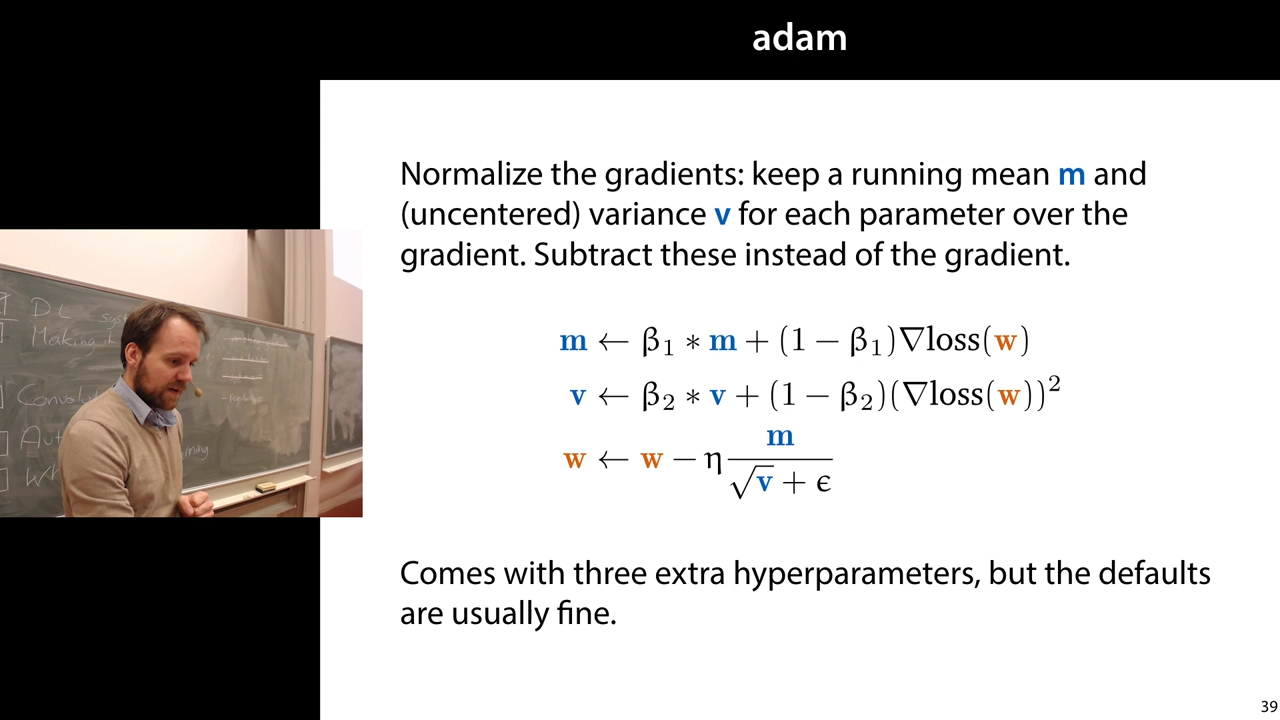 adam
Normalize the gradients: keep a running mean m and
(uncentered) variance v for each parameter over the
gradient. Subtract these instead of the gradient.
m ← β₁ * m + (1 − β₁)∇loss(w)
v ← β₂ * v + (1 − β₂)(∇loss(w))²
w ← w − η m / (√v + ϵ)
Comes with three extra hyperparameters, but the defaults
are usually fine.
39
DL
Making